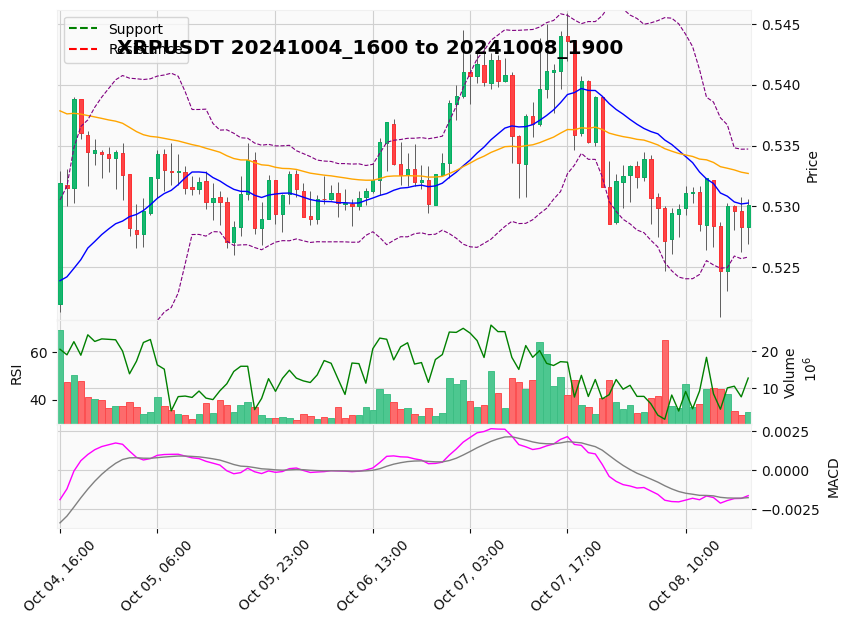 XRPUSDT 20241004_1600 to 20241008_1900
Support
Resistance
0.545
0.540
0.535
0.530
0.525
Price
60
40
RSI
20
10
Volume
10^6
0.0025
0.0000
−0.0025
MACD
Oct 04, 16:00
Oct 05, 06:00
Oct 05, 23:00
Oct 06, 13:00
Oct 07, 03:00
Oct 07, 17:00
Oct 08, 10:00